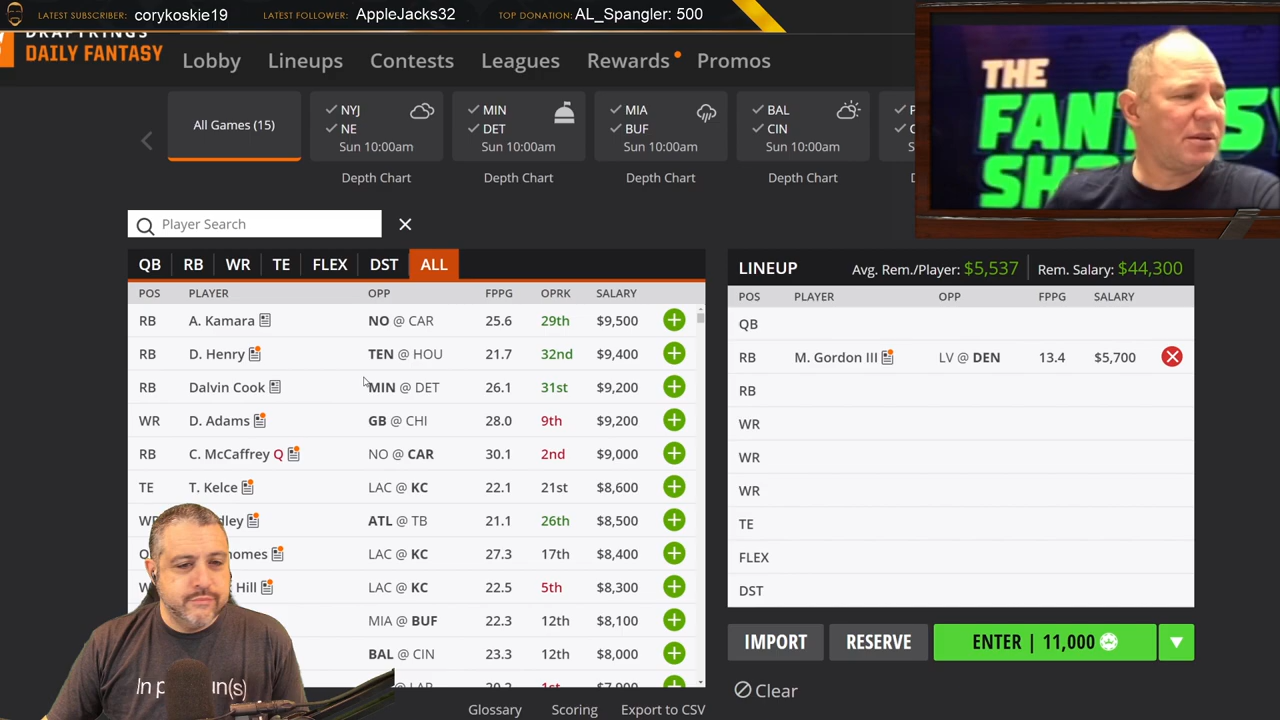 LATEST SUBSCRIBER: corykoskie19 LATEST FOLLOWER: AppleJacks32 TOP DONATION: AL_Spangler: 500
DAILY FANTASY
Lobby Lineups Contests Leagues Rewards Promos
All Games (15)
NYJ
NE
Sun 10:00am
Depth Chart
MIN
DET
Sun 10:00am
Depth Chart
MIA
BUF
Sun 10:00am
Depth Chart
BAL
CIN
Sun 10:00am
Depth Chart
THE
Player Search
QB RB WR TE FLEX DST ALL
POS PLAYER OPP FPPG OPRK SALARY
RB A. Kamara NO @ CAR 25.6 29th $9,500
RB D. Henry TEN @ HOU 21.7 32nd $9,400
RB Dalvin Cook MIN @ DET 26.1 31st $9,200
WR D. Adams GB @ CHI 28.0 9th $9,200
RB C. McCaffrey Q NO @ CAR 30.1 2nd $9,000
TE T. Kelce LAC @ KC 22.1 21st $8,600
ATL @ TB 21.1 26th $8,500
LAC @ KC 27.3 17th $8,400
Hill LAC @ KC 22.5 5th $8,300
MIA @ BUF 22.3 12th $8,100
BAL @ CIN 23.3 12th $8,000
LINEUP Avg. Rem./Player: $5,537 Rem. Salary: $44,300
POS PLAYER OPP FPPG SALARY
QB
RB M. Gordon III LV @ DEN 13.4 $5,700
RB
WR
WR
WR
TE
FLEX
DST
IMPORT RESERVE ENTER | 11,000
Clear
Glossary Scoring Export to CSV